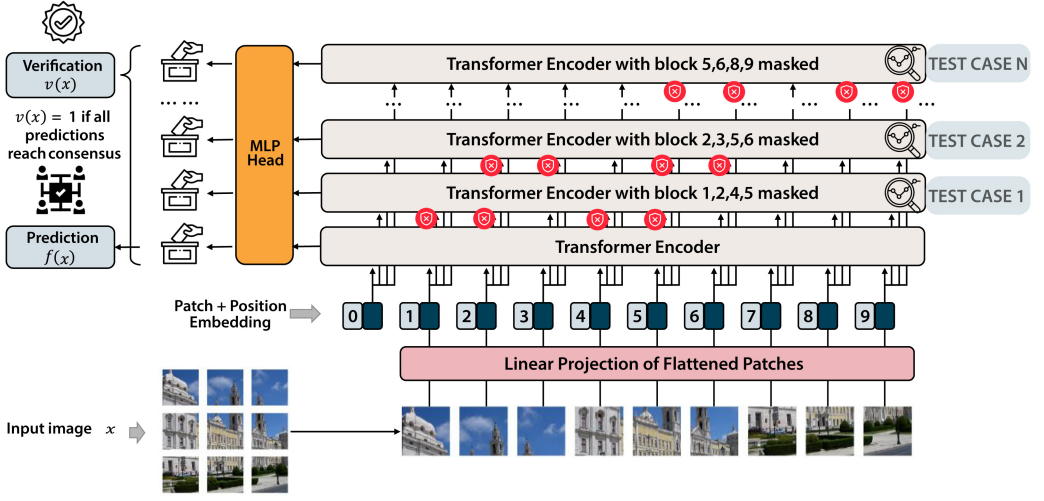 Verification
v(x)
v(x) = 1 if all
predictions
reach consensus
Prediction
f(x)
... ...
MLP
Head
Transformer Encoder with block 5,6,8,9 masked
TEST CASE N
... ... ... ... ... ... ... ...
Transformer Encoder with block 2,3,5,6 masked
TEST CASE 2
Transformer Encoder with block 1,2,4,5 masked
TEST CASE 1
Transformer Encoder
Patch + Position
Embedding
0 1 2 3 4 5 6 7 8 9
Linear Projection of Flattened Patches
Input image x